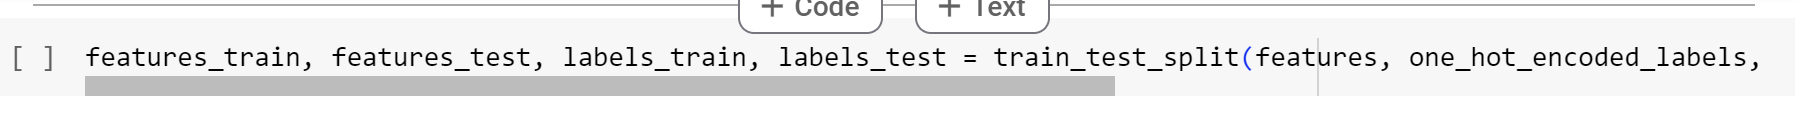 + Code + Text
[ ] features_train, features_test, labels_train, labels_test = train_test_split(features, one_hot_encoded_labels,